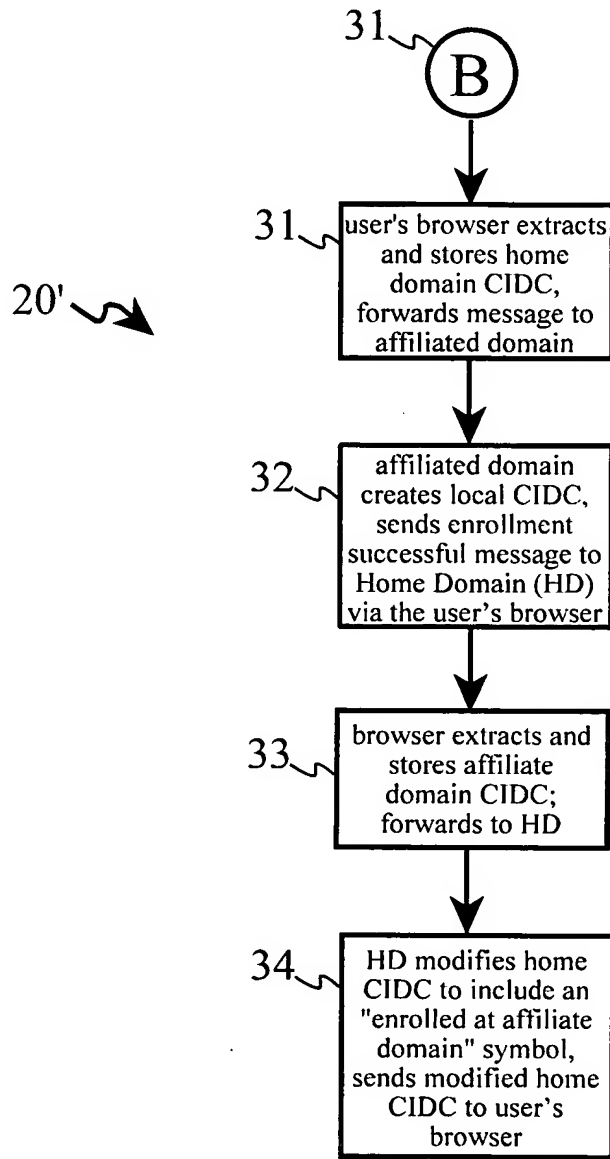 31
B
31
user's browser extracts
and stores home
domain CIDC,
forwards message to
affiliated domain
20'
32
affiliated domain
creates local CIDC,
sends enrollment
successful message to
Home Domain (HD)
via the user's browser
33
browser extracts and
stores affiliate
domain CIDC;
forwards to HD
34
HD modifies home
CIDC to include an
"enrolled at affiliate
domain" symbol,
sends modified home
CIDC to user's
browser